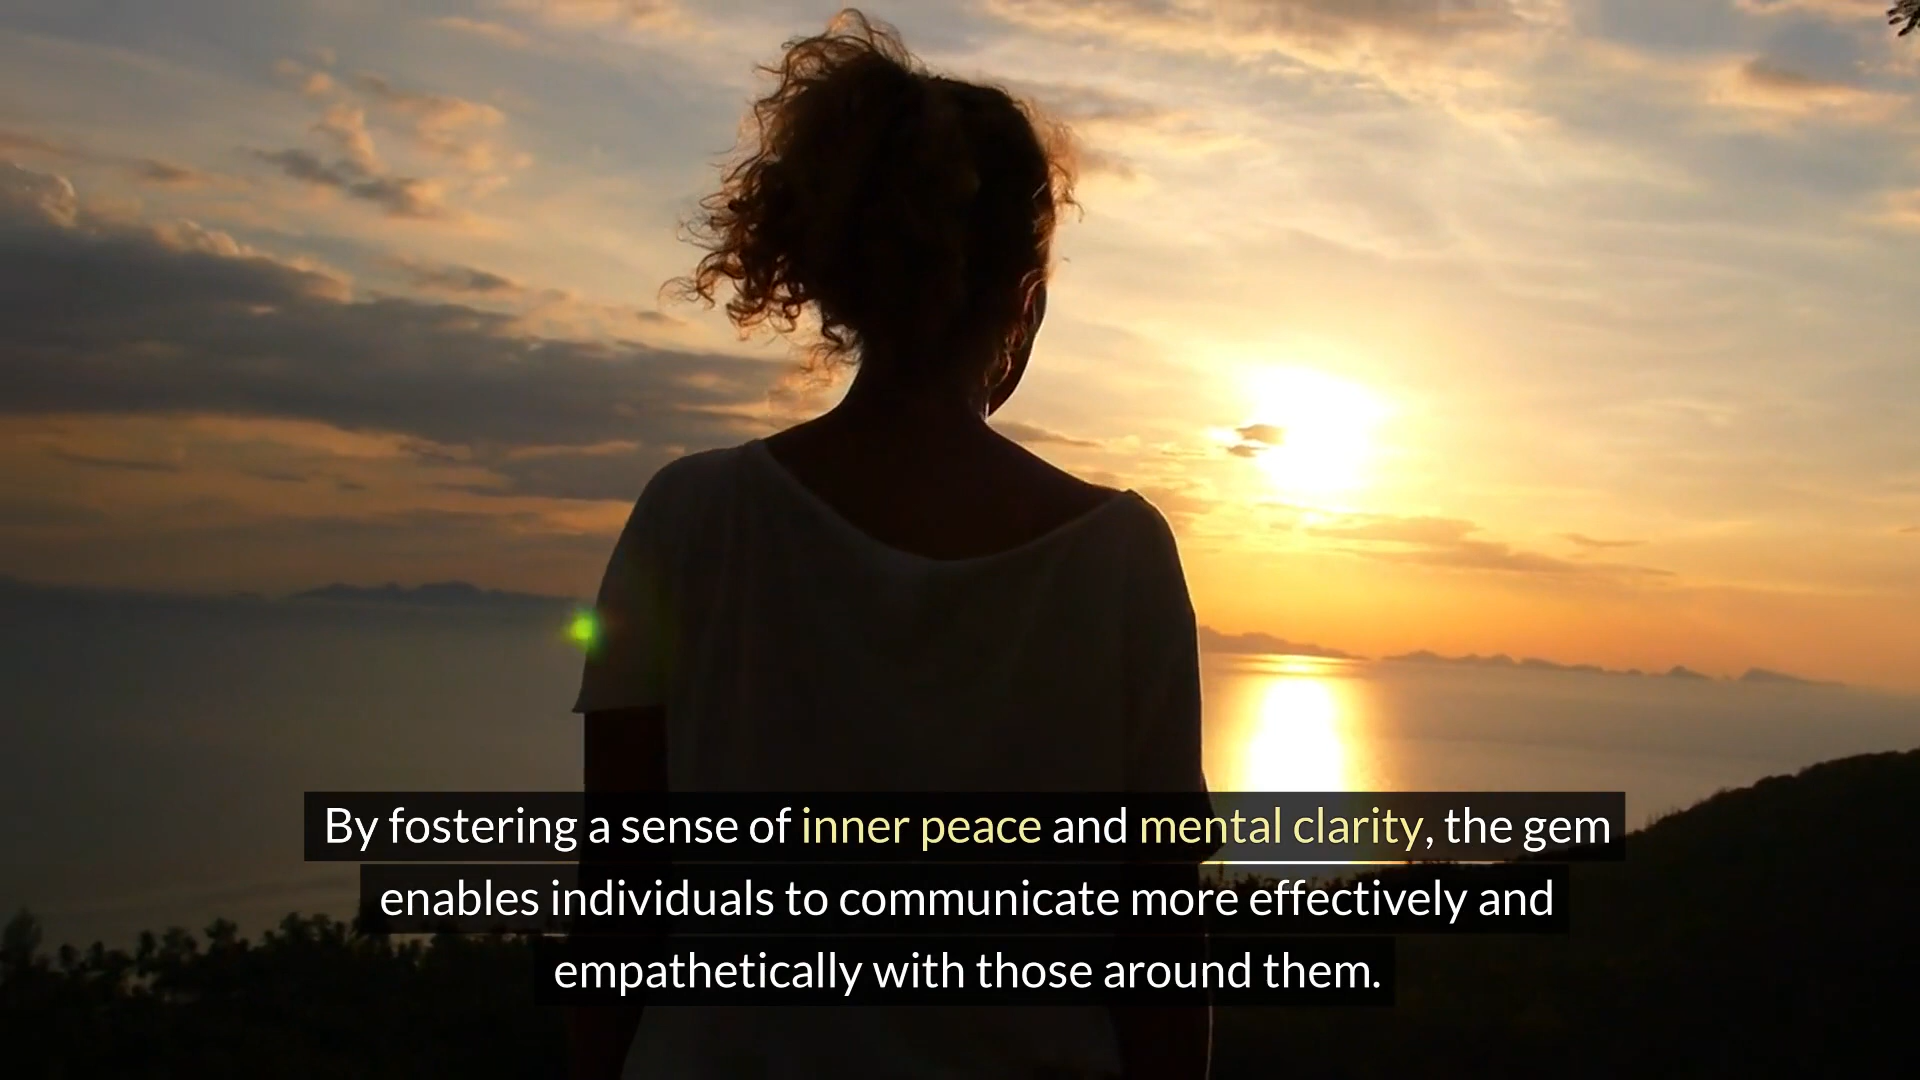 By fostering a sense of inner peace and mental clarity, the gem
enables individuals to communicate more effectively and
empathetically with those around them.